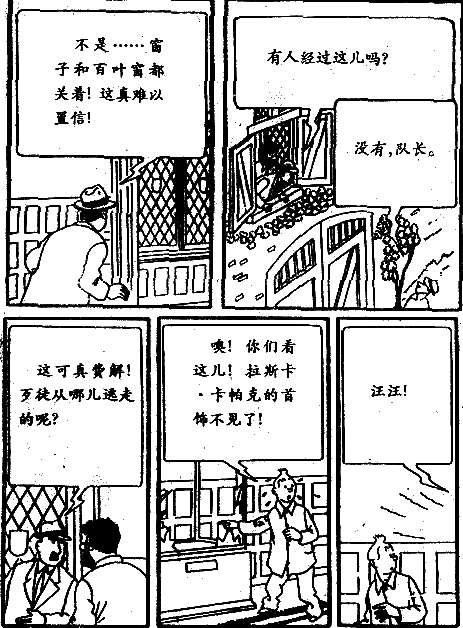 不是……窗
子和百叶窗都
关着！这真难以
置信！
有人经过这儿吗？
没有，队长。
这可真费解！
歹徒从哪儿逃走
的呢？
噢！你们看
这儿！拉斯卡
·卡帕克的首
饰不见了！
汪汪！